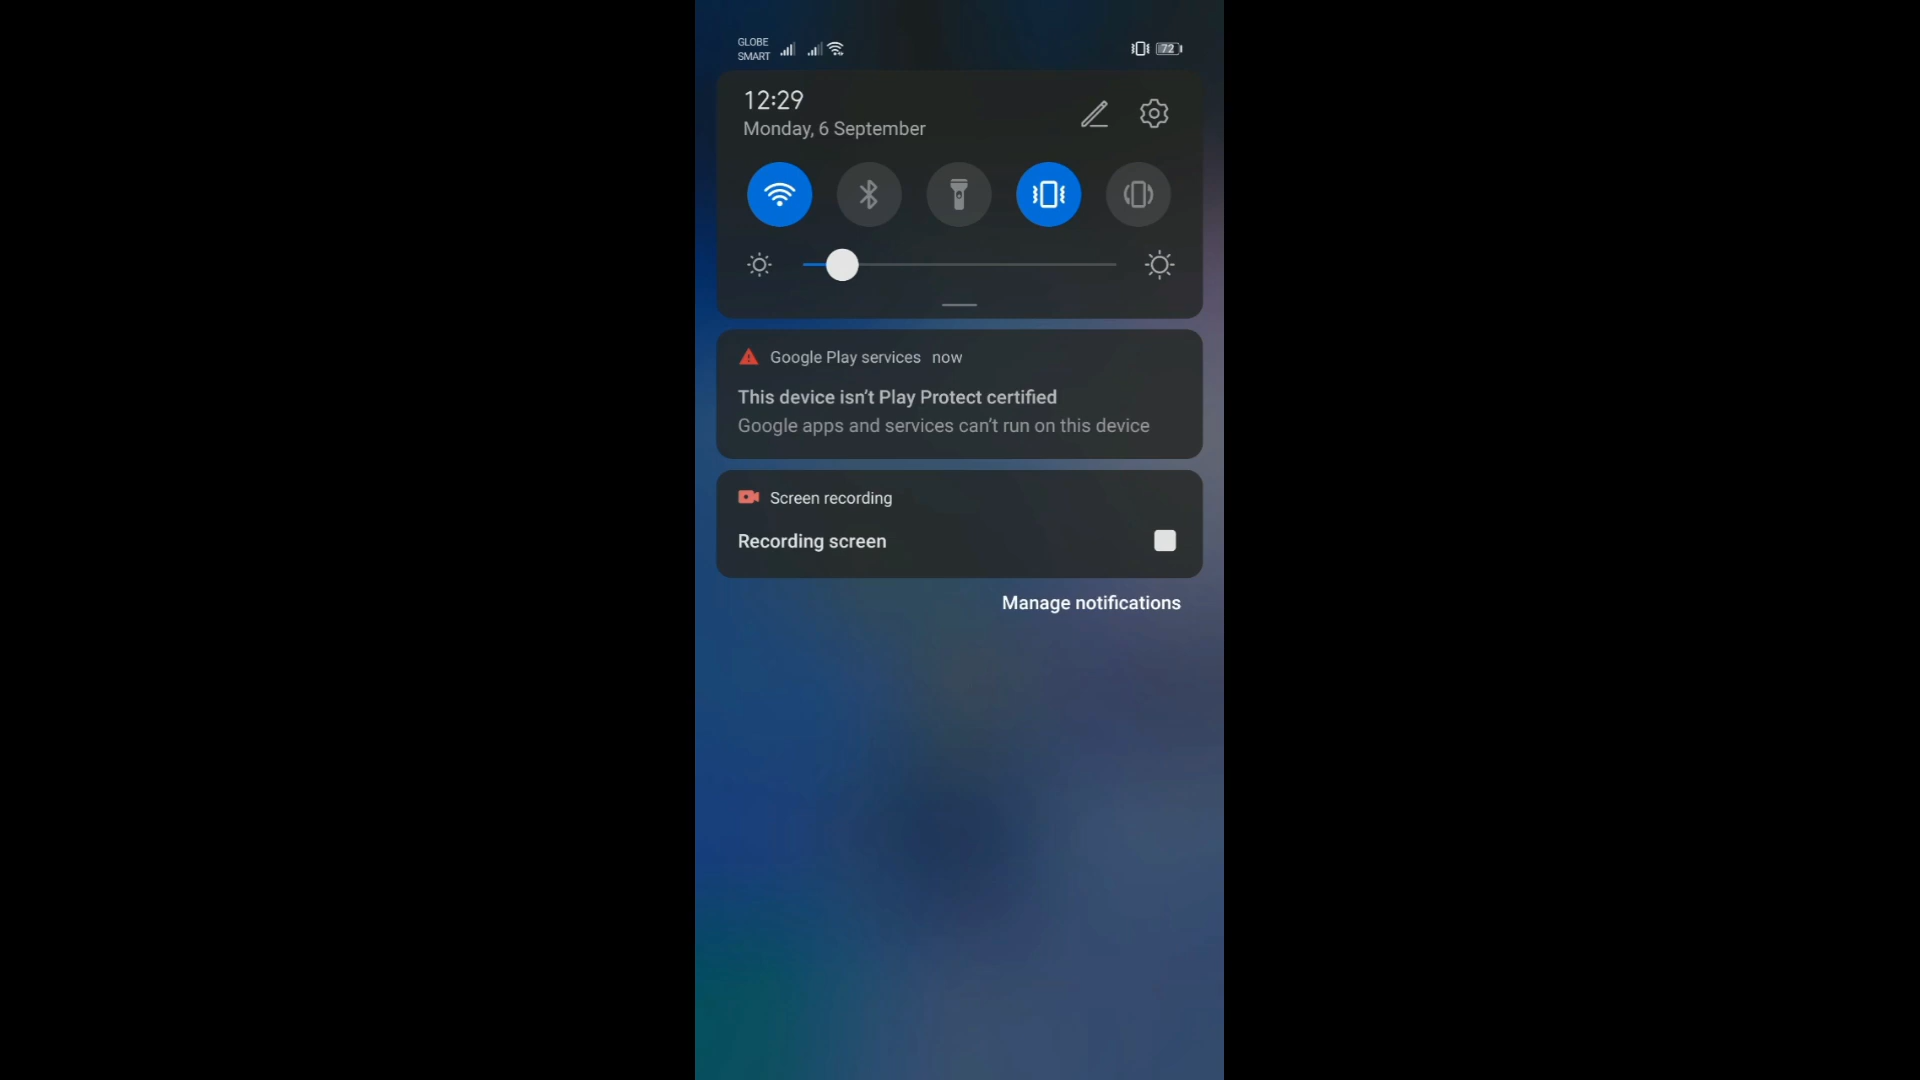 GLOBE
SMART
72
12:29
Monday, 6 September
Google Play services now
This device isn't Play Protect certified
Google apps and services can't run on this device
Screen recording
Recording screen
Manage notifications